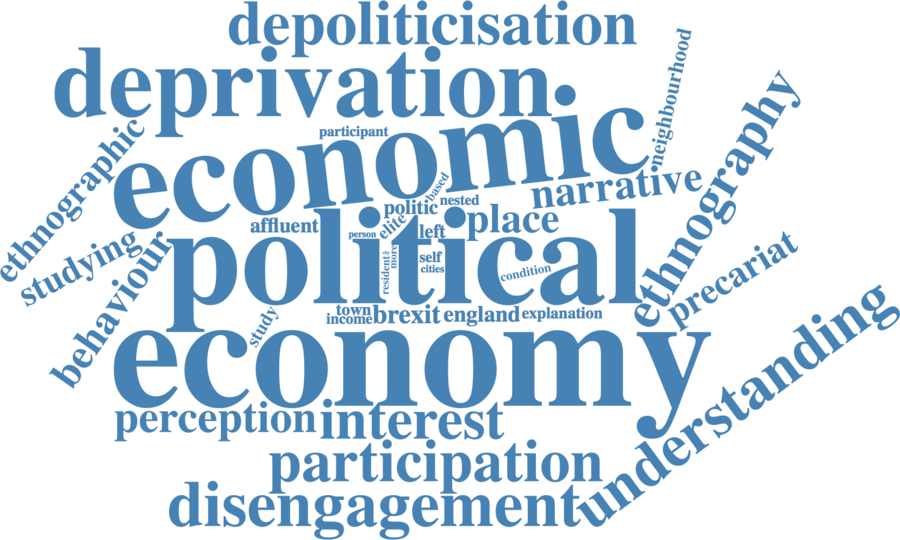 depoliticisation
deprivation
neighbourhood
economic
participant
ethnographic
ethnography
based
narrative
nested
politic
elite
place
affluent
left
person
political
studying
behaviour
more
resident
self
cities
condition
precariat
town
income
brexit
england
explanation
study
economy
understanding
perception
interest
participation
disengagement